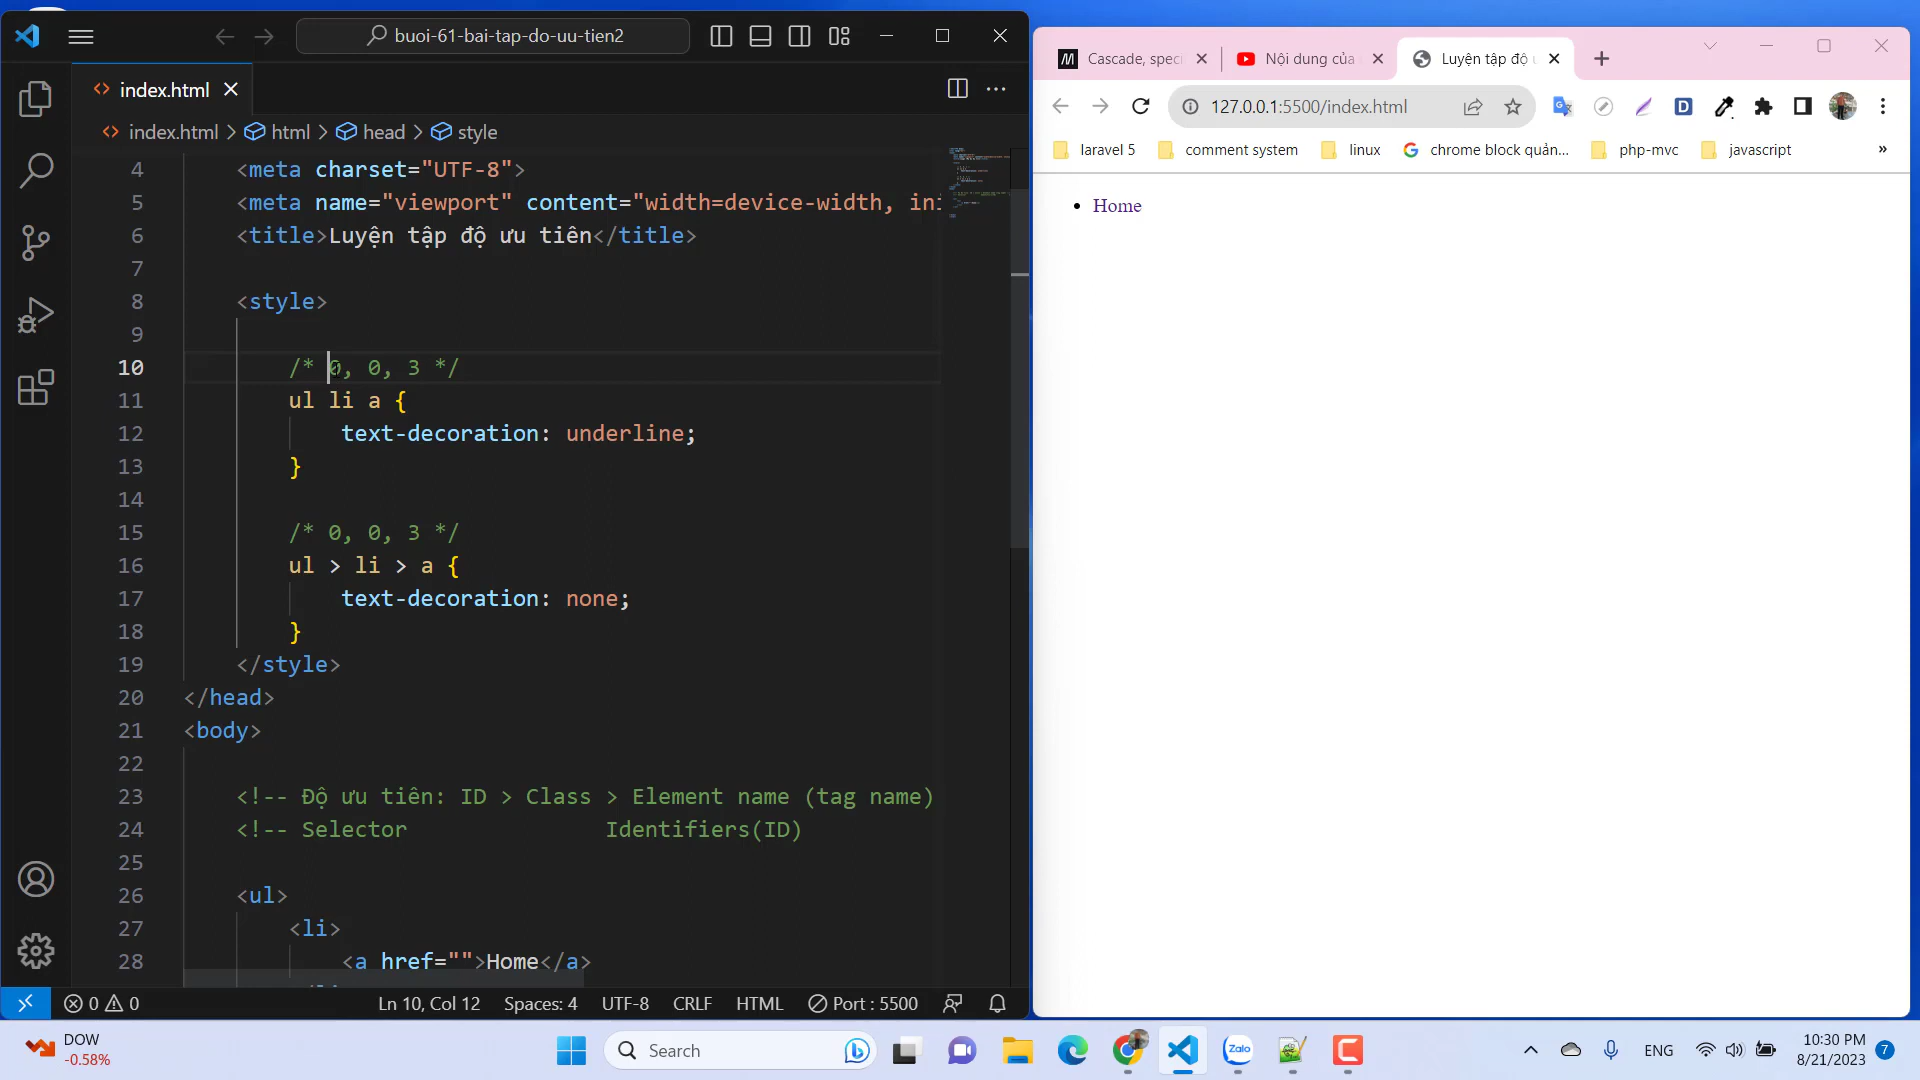 buoi-61-bai-tap-do-uu-tien2
index.html
index.html > html > head > style
4 <meta charset="UTF-8">
5 <meta name="viewport" content="width=device-width, ini
6 <title>Luyện tập độ ưu tiên</title>
7
8 <style>
9
10 /* 0, 0, 3 */
11 ul li a {
12 text-decoration: underline;
13 }
14
15 /* 0, 0, 3 */
16 ul > li > a {
17 text-decoration: none;
18 }
19 </style>
20 </head>
21 <body>
22
23 <!-- Độ ưu tiên: ID > Class > Element name (tag name)
24 <!-- Selector Identifiers(ID)
25
26 <ul>
27 <li>
28 <a href="">Home</a>
0 0 Ln 10, Col 12 Spaces: 4 UTF-8 CRLF HTML Port : 5500
Cascade, speci
Nội dung của
Luyện tập độ
127.0.0.1:5500/index.html
laravel 5 comment system linux chrome block quản... php-mvc javascript »
• Home
DOW
-0.58%
Search
Zalo
ENG
10:30 PM
8/21/2023
7